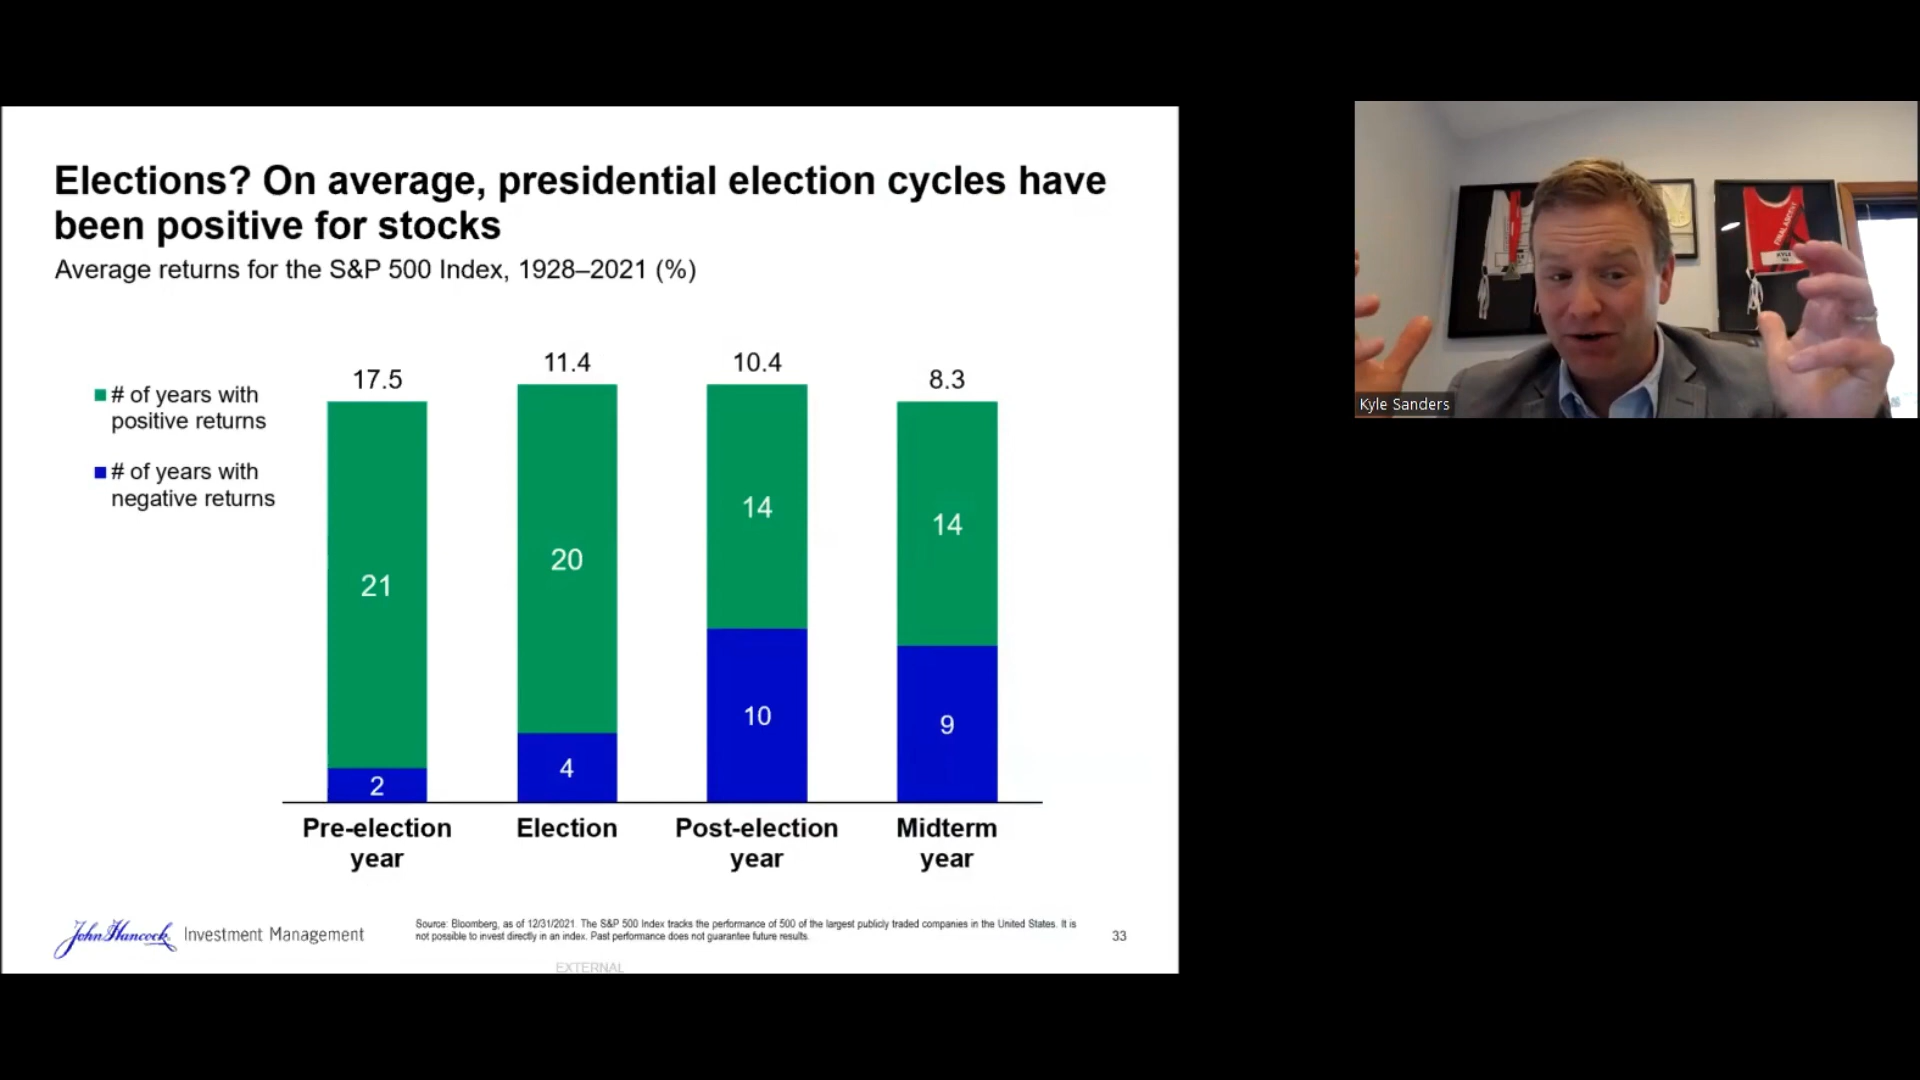 Elections? On average, presidential election cycles have
been positive for stocks
Average returns for the S&P 500 Index, 1928–2021 (%)
# of years with
positive returns
# of years with
negative returns
17.5
11.4
10.4
8.3
21
20
14
14
2
4
10
9
Pre-election
year
Election
Post-election
year
Midterm
year
John Hancock Investment Management
Source: Bloomberg, as of 12/31/2021. The S&P 500 Index tracks the performance of 500 of the largest publicly traded companies in the United States. It is
not possible to invest directly in an index. Past performance does not guarantee future results.
33
EXTERNAL
FINAL ASCENT
KYLE
Kyle Sanders